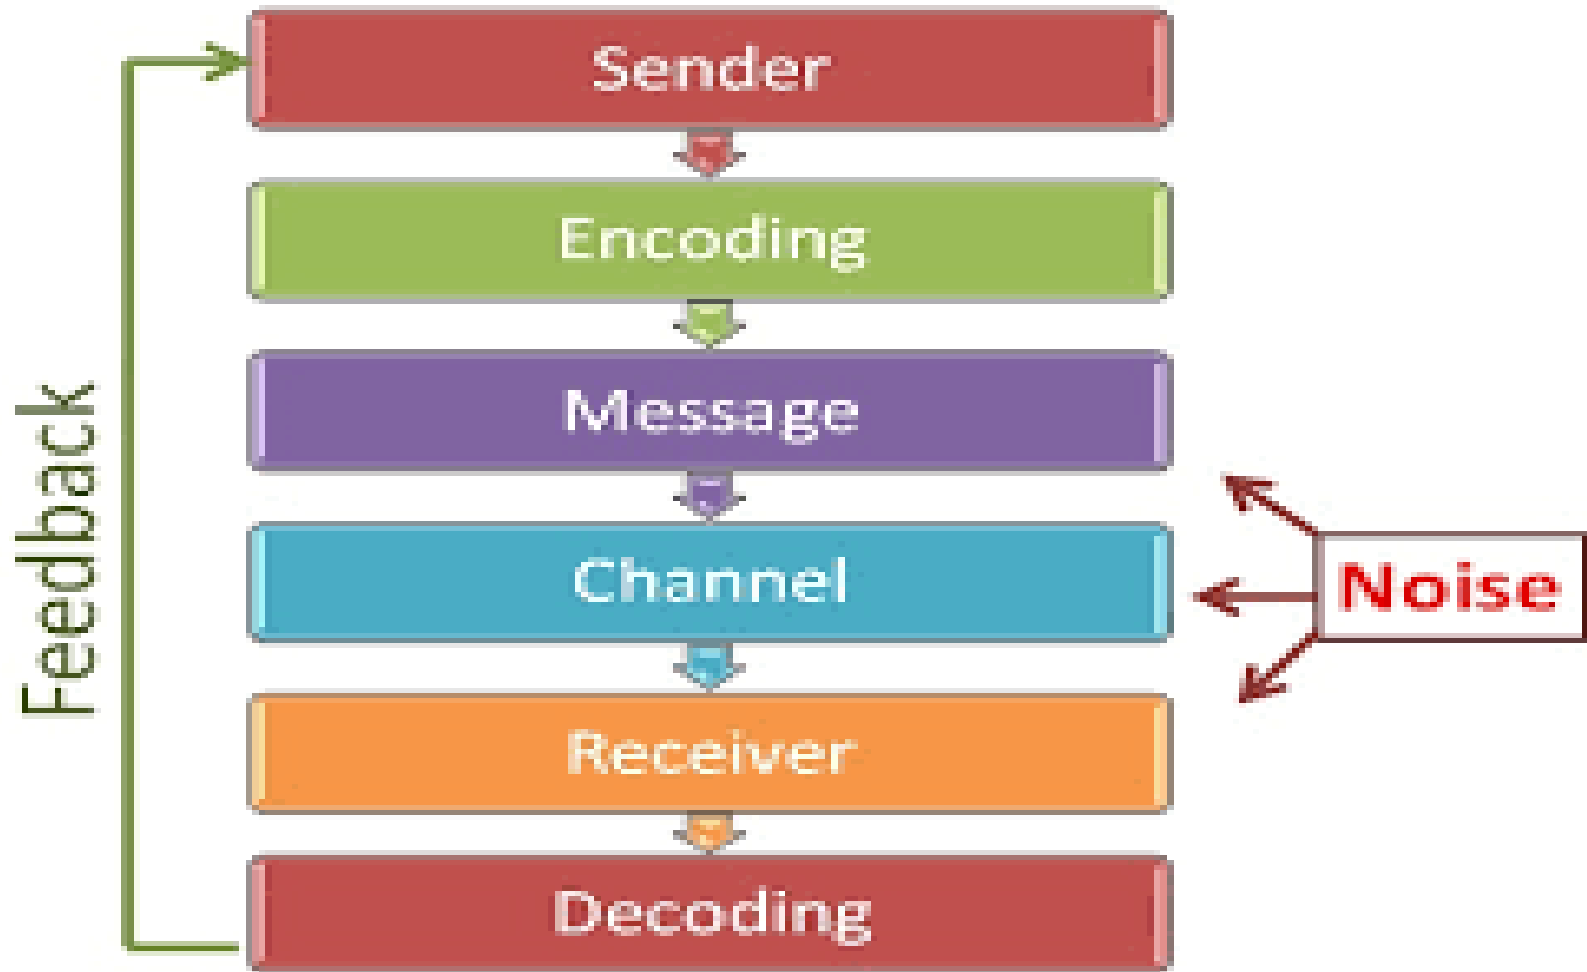 Sender
Encoding
Message
Channel
Receiver
Decoding
Feedback
Noise